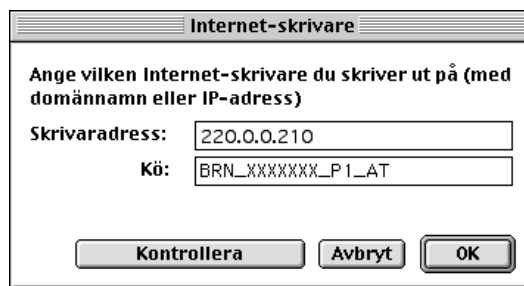 Internet-skrivare
Ange vilken Internet-skrivare du skriver ut på (med
domännamn eller IP-adress)
Skrivaradress: 220.0.0.210
Kö: BRN_XXXXXXX_P1_AT
Kontrollera Avbryt OK